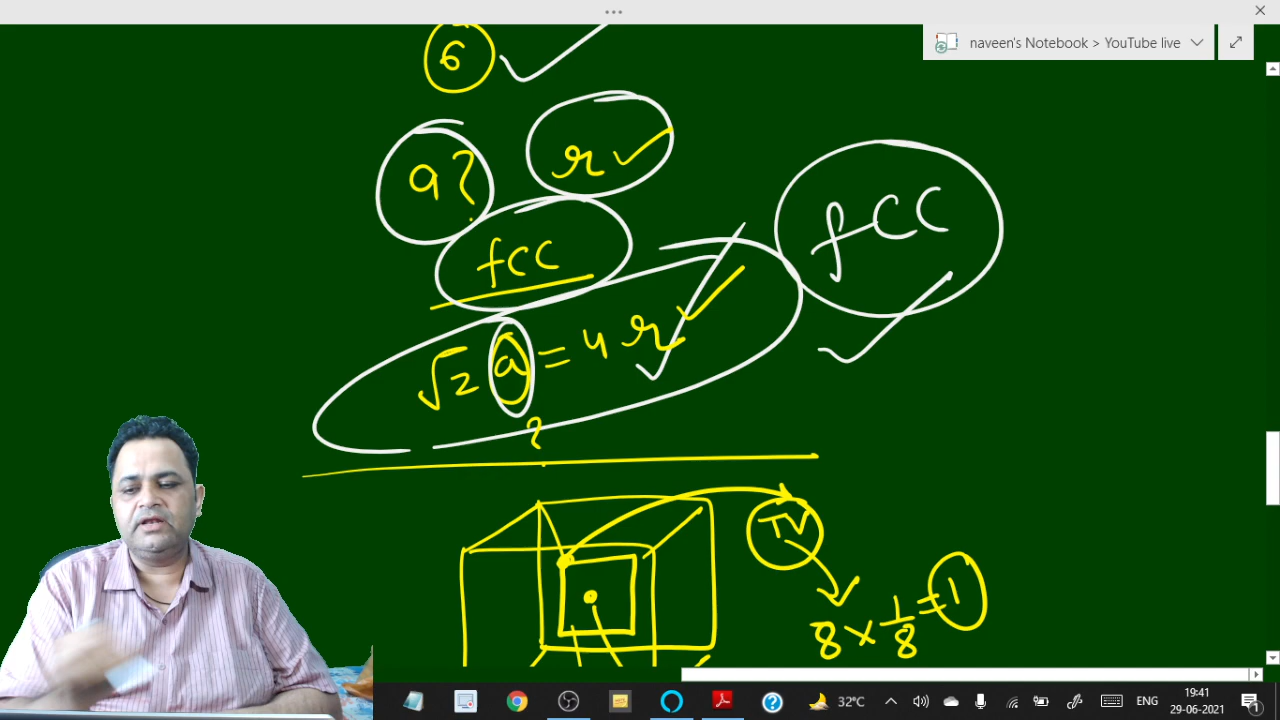 naveen's Notebook > YouTube live
6
a? r
fcc
fcc
√2 a = 4 r
?
TV
8 × 1/8 = 1
32°C
ENG
19:41
29-06-2021
1